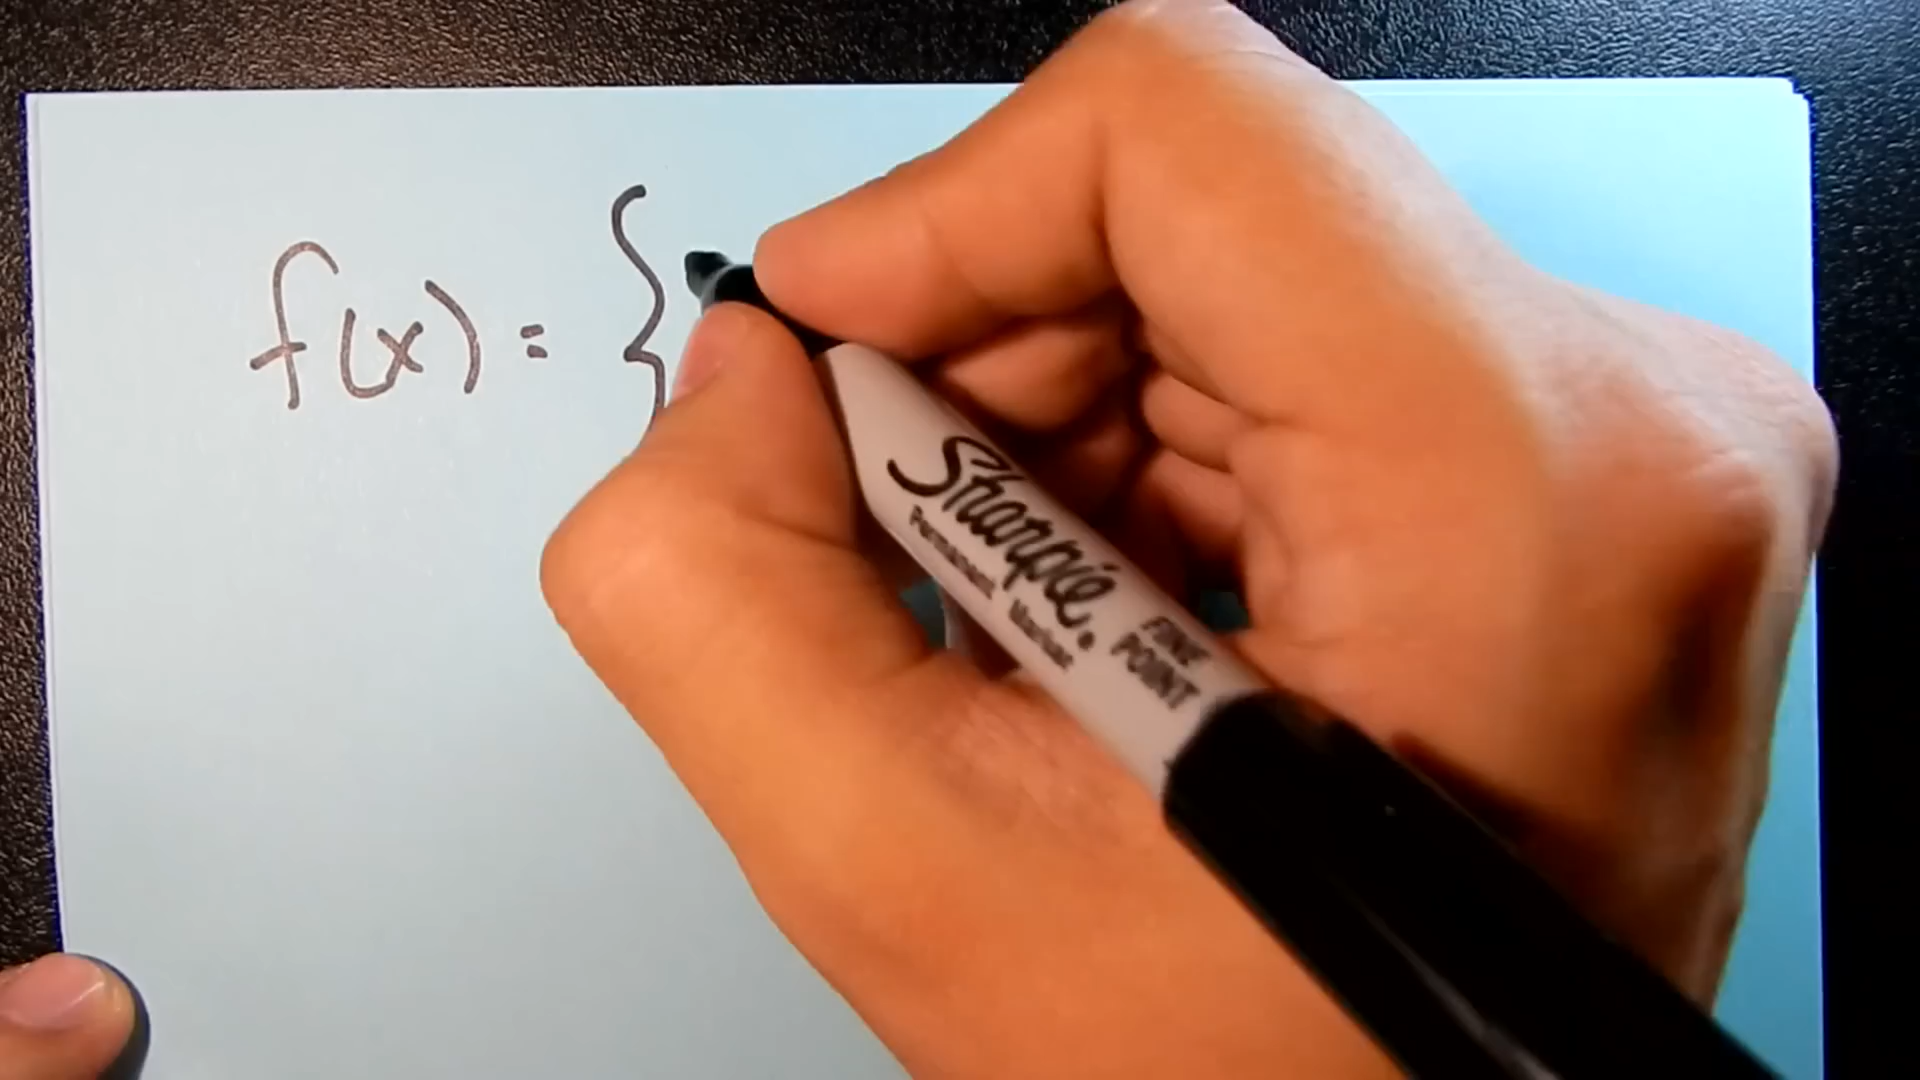 f(x) = {
Sharpie.
Permanent Marker
FINE
POINT